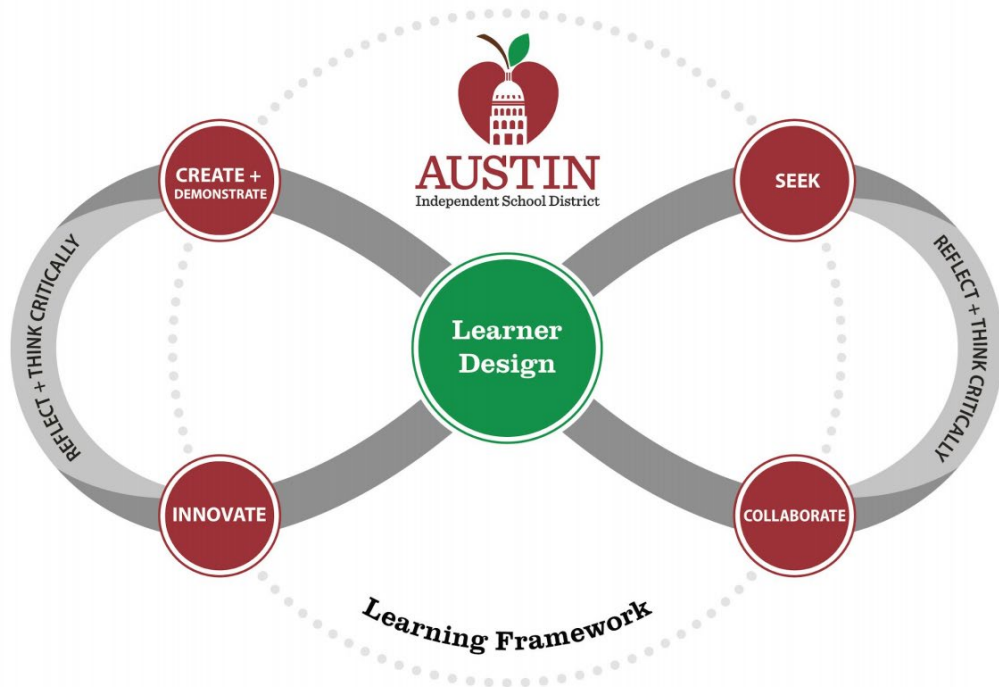 AUSTIN
Independent School District
CREATE +
DEMONSTRATE
SEEK
REFLECT + THINK CRITICALLY
Learner
Design
REFLECT + THINK CRITICALLY
INNOVATE
COLLABORATE
Learning Framework